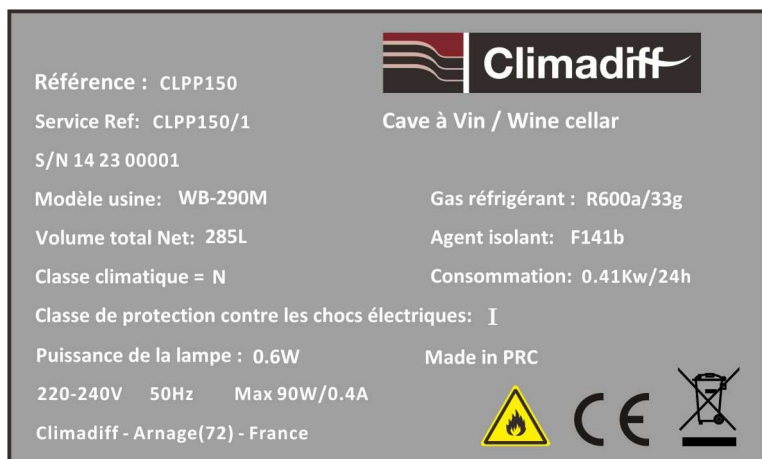 Climadiff
Référence : CLPP150
Service Ref: CLPP150/1
Cave à Vin / Wine cellar
S/N 14 23 00001
Modèle usine: WB-290M
Gas réfrigérant : R600a/33g
Volume total Net: 285L
Agent isolant: F141b
Classe climatique = N
Consommation: 0.41Kw/24h
Classe de protection contre les chocs électriques: I
Puissance de la lampe : 0.6W
Made in PRC
220-240V 50Hz Max 90W/0.4A
Climadiff - Arnage(72) - France
CE